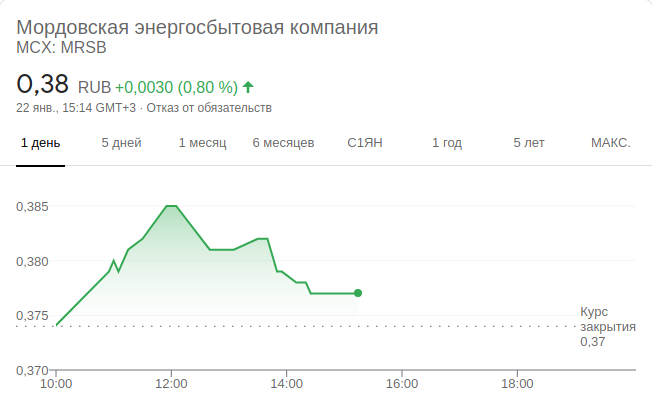 Мордовская энергосбытовая компания
MCX: MRSB
0,38 RUB +0,0030 (0,80 %)
22 янв., 15:14 GMT+3 · Отказ от обязательств
1 день 5 дней 1 месяц 6 месяцев С1ЯН 1 год 5 лет МАКС.
0,385
0,380
0,375
Курс
закрытия
0,37
0,370
10:00 12:00 14:00 16:00 18:00